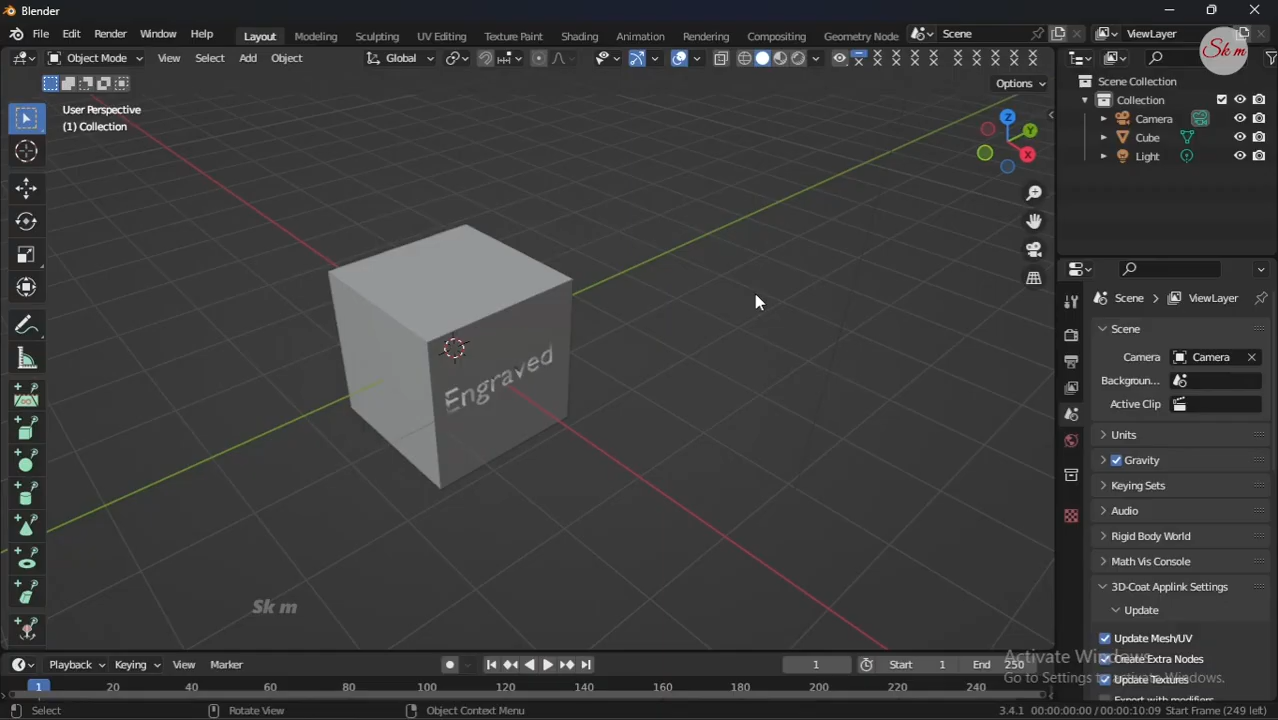 Blender
File Edit Render Window Help Layout Modeling Sculpting UV Editing Texture Paint Shading Animation Rendering Compositing Geometry Node Scene ViewLayer
Object Mode View Select Add Object Global
Options
User Perspective
(1) Collection
Z
Y
X
Engraved
Sk m
Sk m
Scene Collection
Collection
Camera
Cube
Light
Scene > ViewLayer
Scene
Camera Camera
Backgroun...
Active Clip
Units
Gravity
Keying Sets
Audio
Rigid Body World
Math Vis Console
3D-Coat Applink Settings
Update
Update Mesh/UV
Create Extra Nodes
Update Textures
Export with modifiers
Activate Windows
Go to Settings to activate Windows.
Playback Keying View Marker 1 Start 1 End 250
1 20 40 60 80 100 120 140 160 180 200 220 240
Select Rotate View Object Context Menu 3.4.1 00:00:00:00 / 00:00:10:09 Start Frame (249 left)